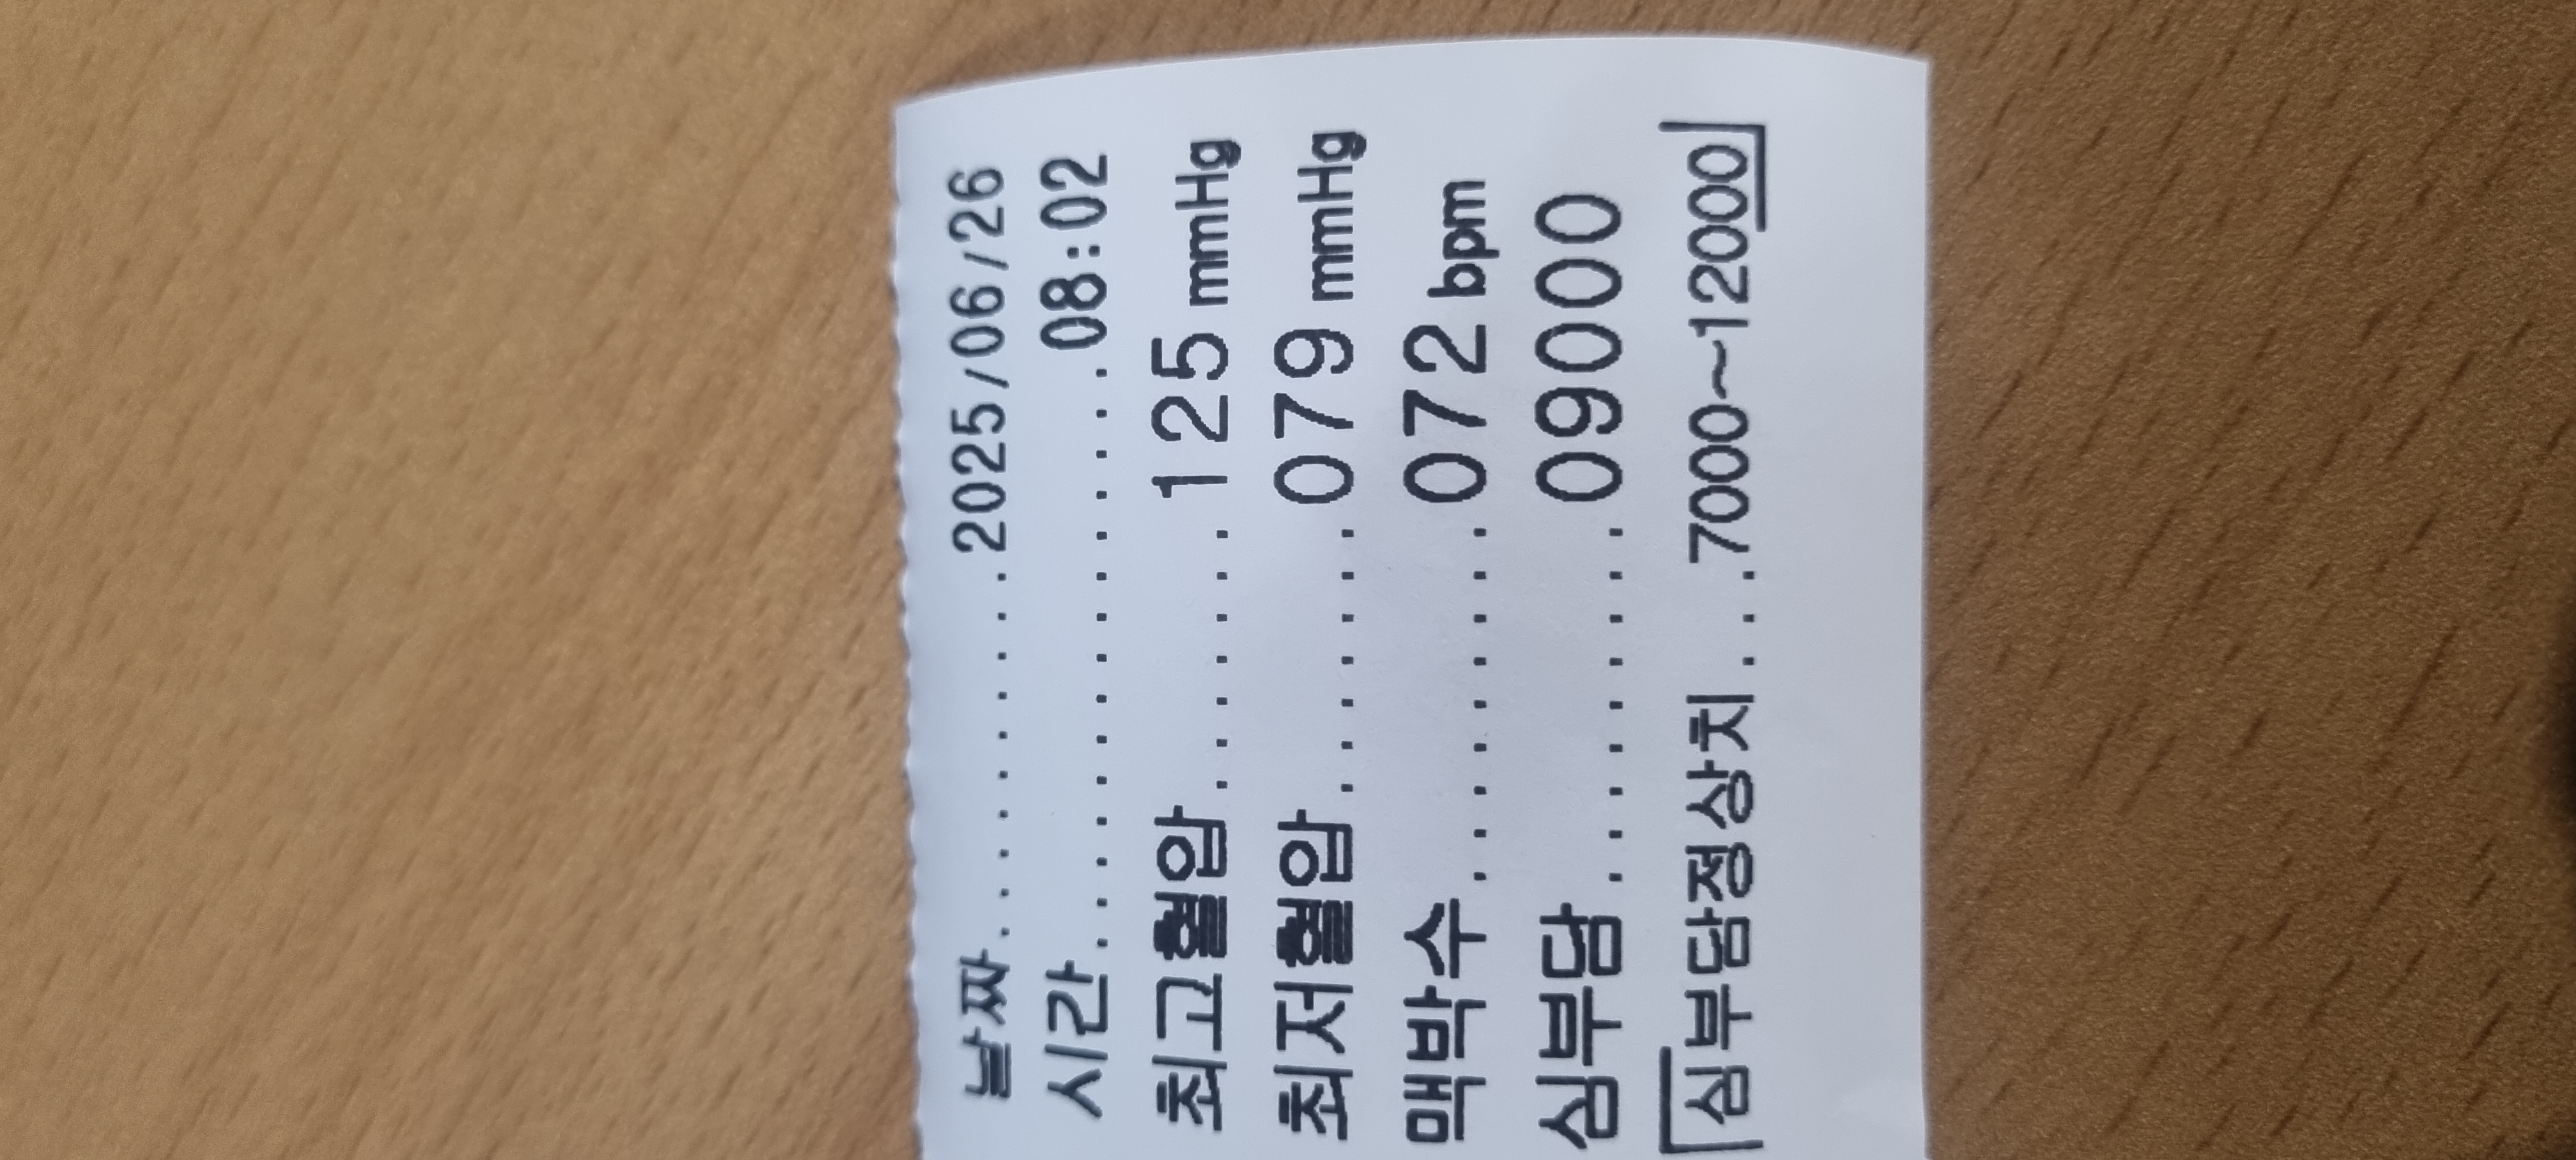 날짜...........2025/06/26
시간...............08:02
최고혈압.......125 mmHg
최저혈압.......079 mmHg
맥박수.........072 bpm
심부담.........09000
「심부담정상치...7000~12000」